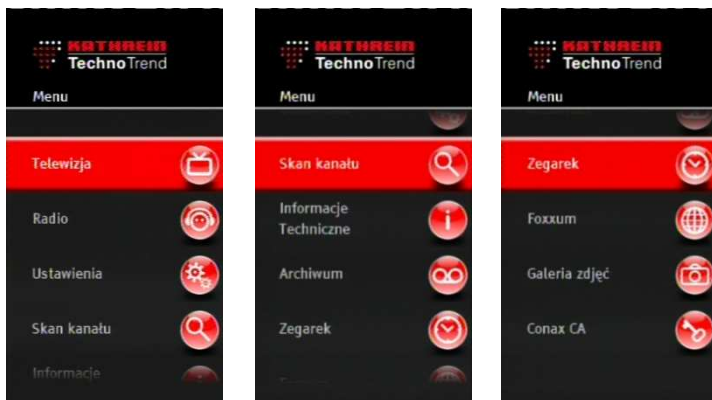 KATHREIN
TechnoTrend
Menu
Telewizja
Radio
Ustawienia
Skan kanału
Informacje
KATHREIN
TechnoTrend
Menu
Skan kanału
Informacje
Techniczne
Archiwum
Zegarek
KATHREIN
TechnoTrend
Menu
Zegarek
Foxxum
Galeria zdjęć
Conax CA